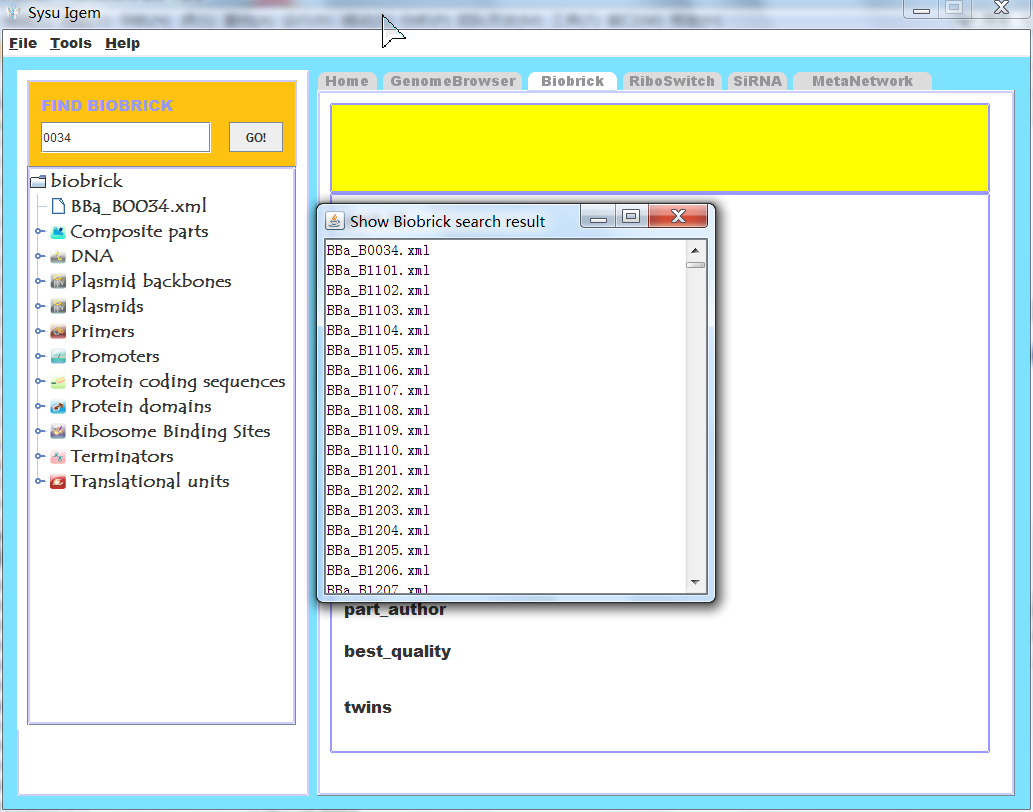 Sysu Igem
File Tools Help
Home GenomeBrowser Biobrick RiboSwitch SiRNA MetaNetwork
FIND BIOBRICK
0034 GO!
biobrick
BBa_B0034.xml
Composite parts
DNA
Plasmid backbones
Plasmids
Primers
Promoters
Protein coding sequences
Protein domains
Ribosome Binding Sites
Terminators
Translational units
Show Biobrick search result
BBa_B0034.xml
BBa_B1101.xml
BBa_B1102.xml
BBa_B1103.xml
BBa_B1104.xml
BBa_B1105.xml
BBa_B1106.xml
BBa_B1107.xml
BBa_B1108.xml
BBa_B1109.xml
BBa_B1110.xml
BBa_B1201.xml
BBa_B1202.xml
BBa_B1203.xml
BBa_B1204.xml
BBa_B1205.xml
BBa_B1206.xml
BBa_B1207.xml
part_author
best_quality
twins